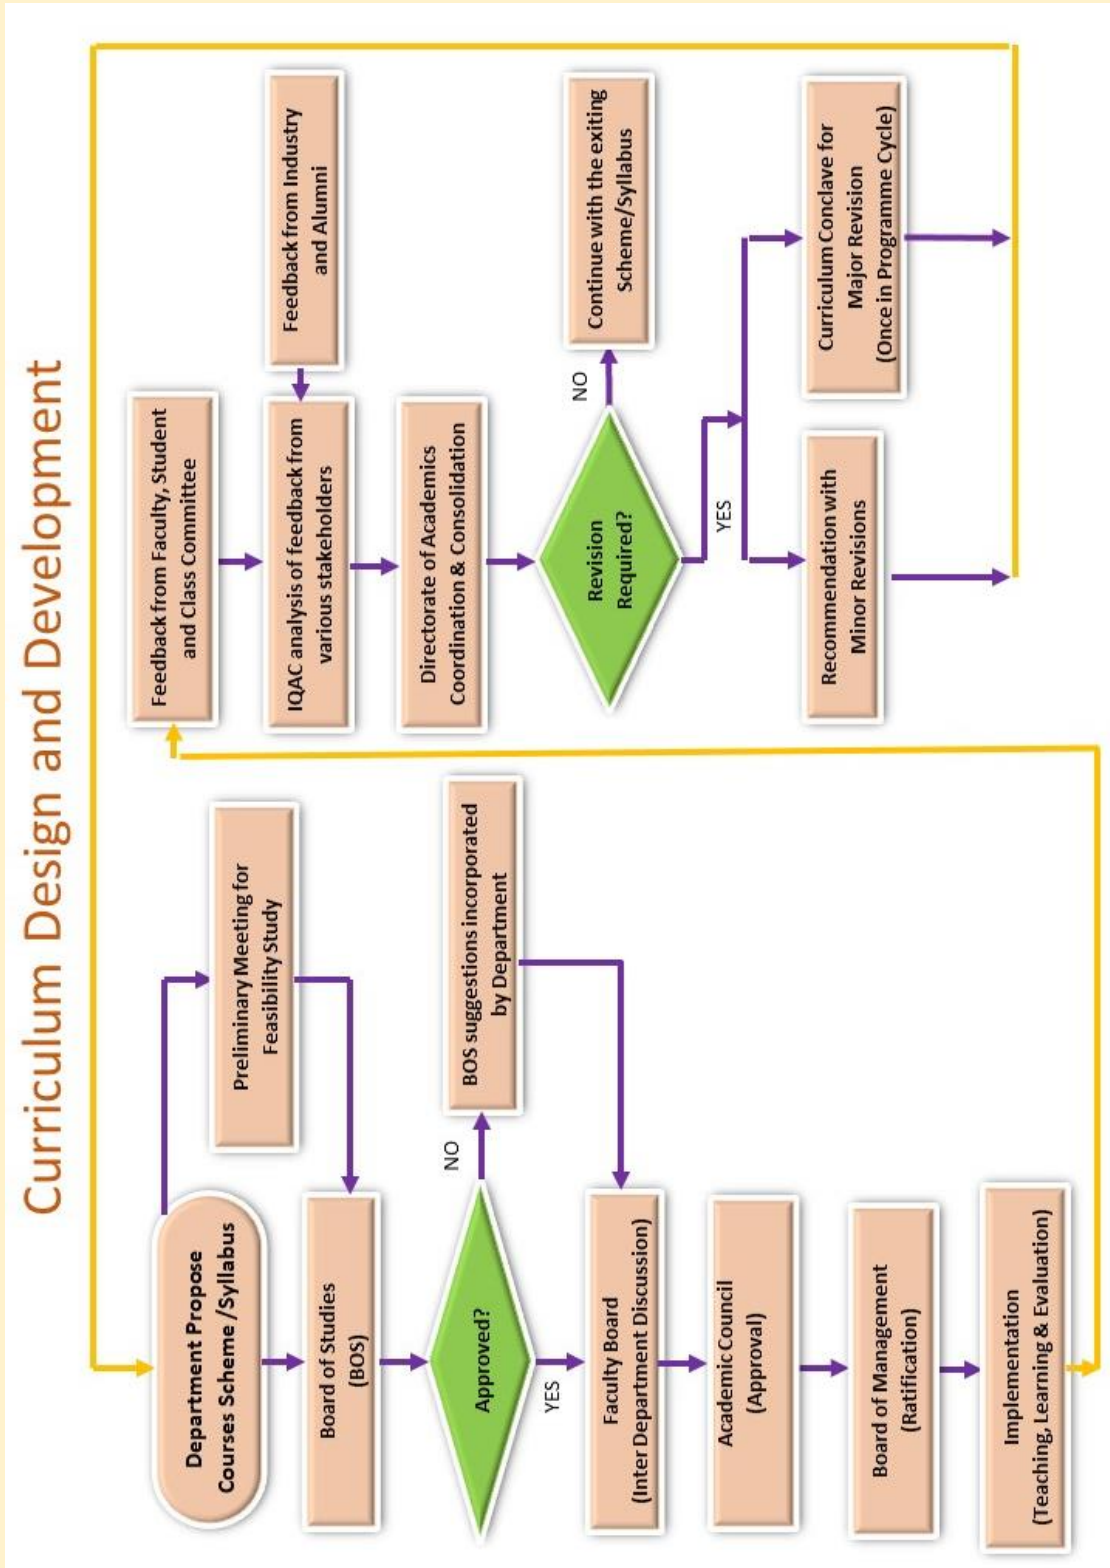 Curriculum Design and Development
Department Propose
Courses Scheme /Syllabus
Preliminary Meeting for
Feasibility Study
Board of Studies
(BOS)
Approved?
NO
BOS suggestions incorporated
by Department
YES
Faculty Board
(Inter Department Discussion)
Academic Council
(Approval)
Board of Management
(Ratification)
Implementation
(Teaching, Learning & Evaluation)
Feedback from Faculty, Student
and Class Committee
Feedback from Industry
and Alumni
IQAC analysis of feedback from
various stakeholders
Directorate of Academics
Coordination & Consolidation
Revision
Required?
NO
Continue with the exiting
Scheme/Syllabus
YES
Recommendation with
Minor Revisions
Curriculum Conclave for
Major Revision
(Once in Programme Cycle)